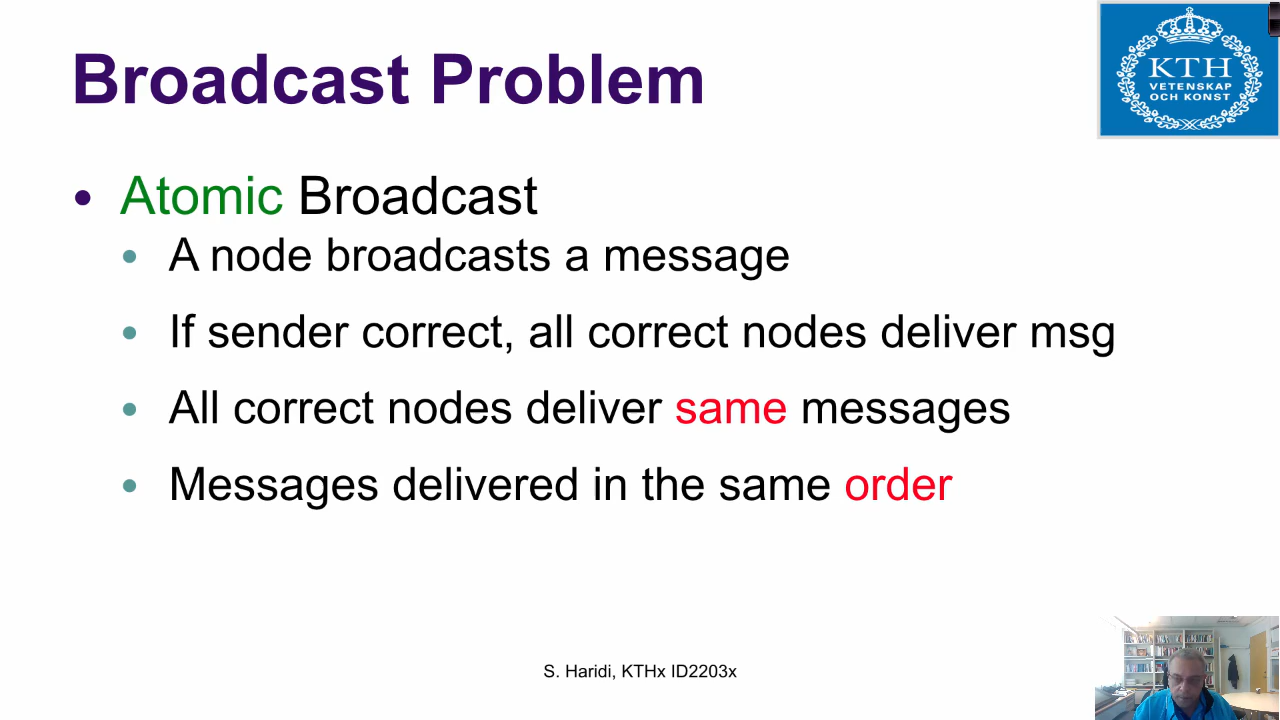 Broadcast Problem
KTH
VETENSKAP
OCH KONST
• Atomic Broadcast
• A node broadcasts a message
• If sender correct, all correct nodes deliver msg
• All correct nodes deliver same messages
• Messages delivered in the same order
S. Haridi, KTHx ID2203x